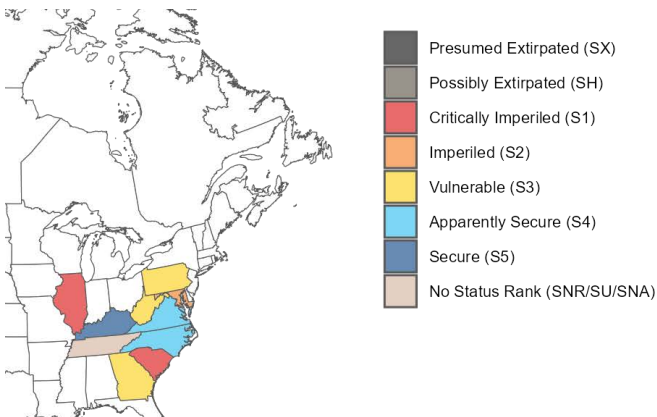 Presumed Extirpated (SX)
Possibly Extirpated (SH)
Critically Imperiled (S1)
Imperiled (S2)
Vulnerable (S3)
Apparently Secure (S4)
Secure (S5)
No Status Rank (SNR/SU/SNA)